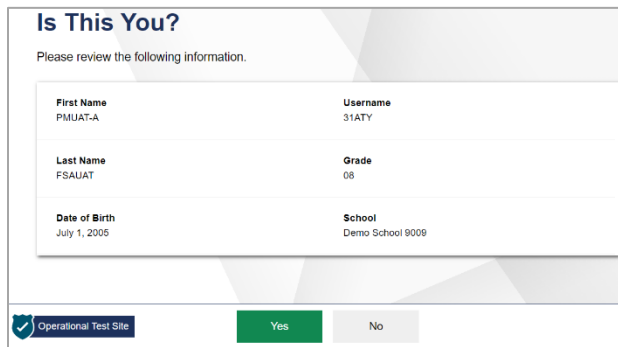 Is This You?
Please review the following information.
First Name
PMUAT-A
Username
31ATY
Last Name
FSAUAT
Grade
08
Date of Birth
July 1, 2005
School
Demo School 9009
Operational Test Site
Yes
No